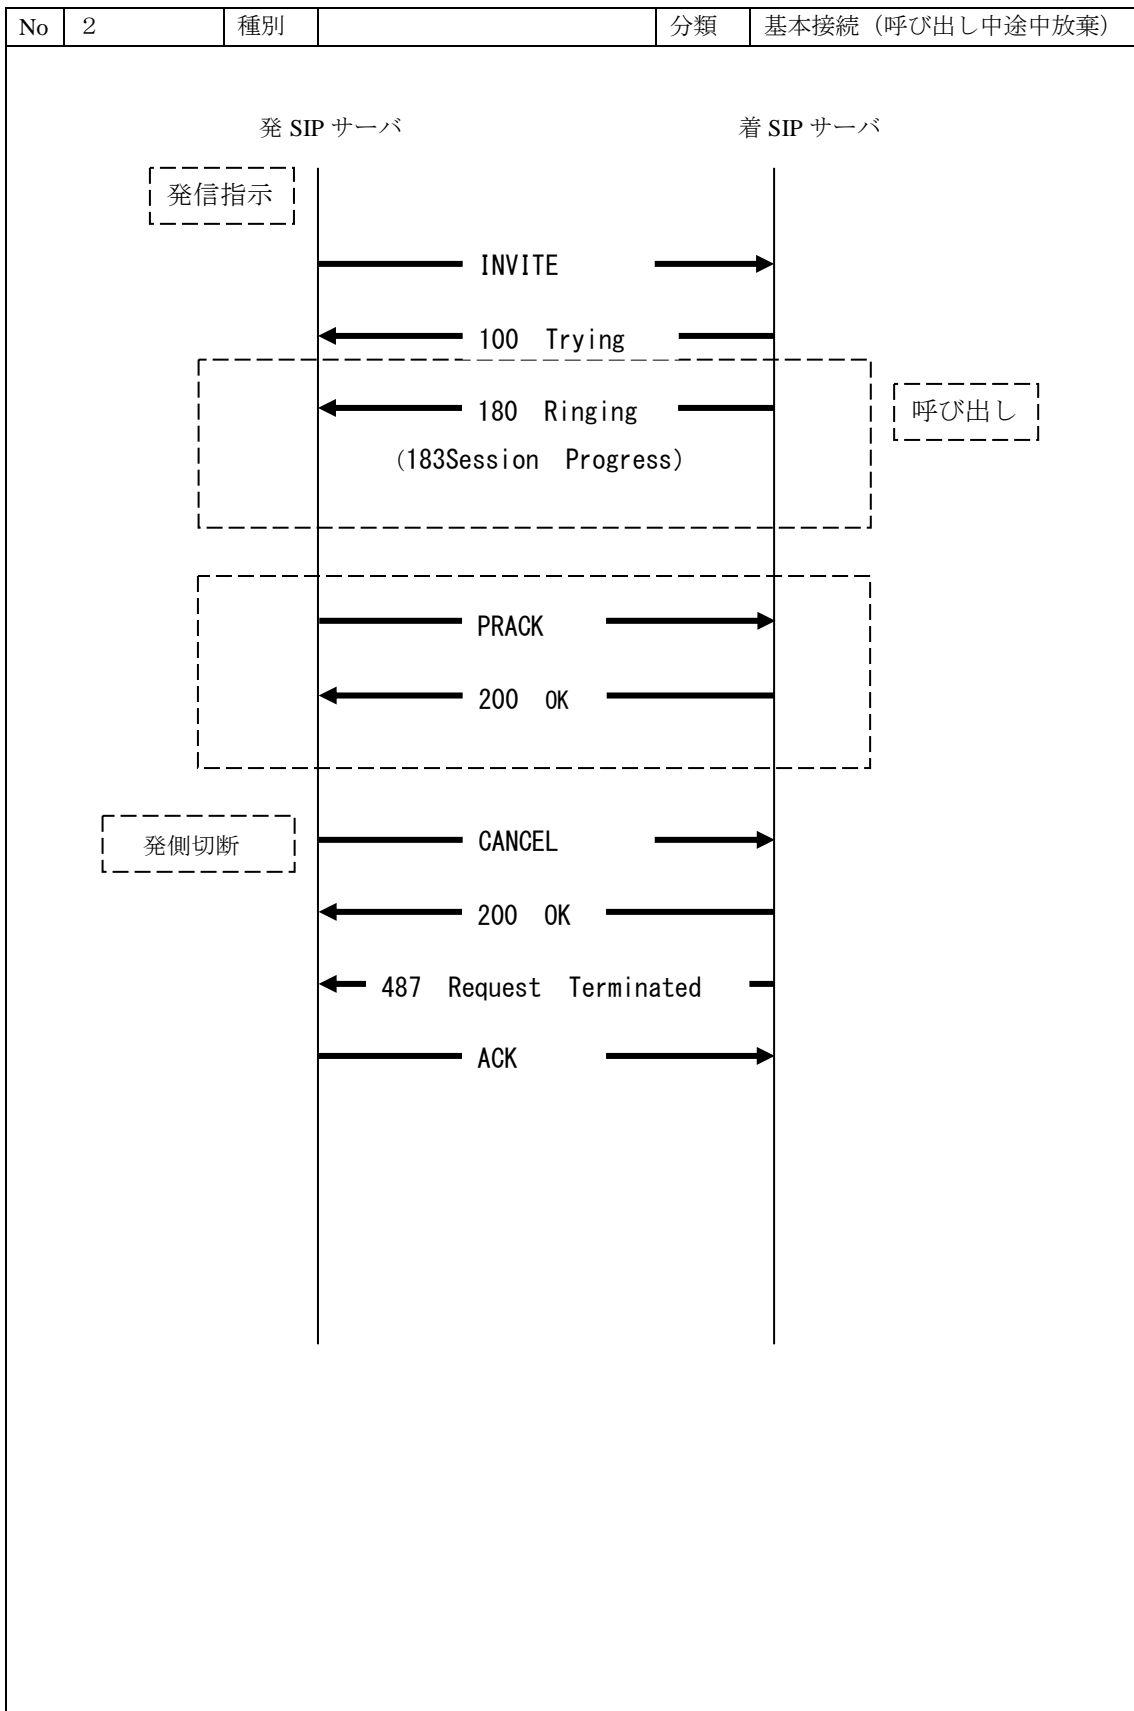 No ２ 種別 分類 基本接続（呼び出し中途中放棄）
発 SIP サーバ 着 SIP サーバ
発信指示
INVITE
100 Trying
180 Ringing 呼び出し
(183Session Progress)
PRACK
200 OK
発側切断 CANCEL
200 OK
487 Request Terminated
ACK